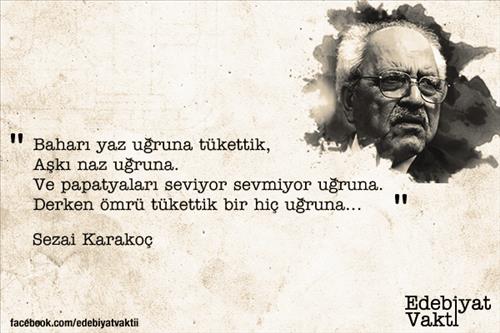 " Baharı yaz uğruna tükettik,
Aşkı naz uğruna.
Ve papatyaları seviyor sevmiyor uğruna.
Derken ömrü tükettik bir hiç uğruna... "
Sezai Karakoç
facebook.com/edebiyatvaktii
Edebiyat
Vakti